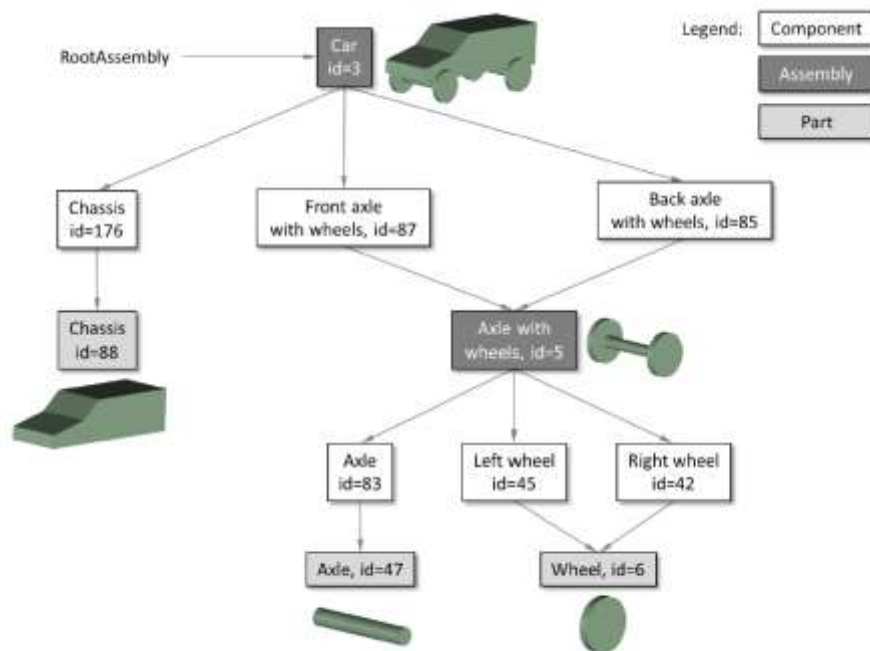 Legend:
Component
Assembly
Part
RootAssembly
Car
id=3
Chassis
id=176
Front axle
with wheels, id=87
Back axle
with wheels, id=85
Chassis
id=88
Axle with
wheels, id=5
Axle
id=83
Left wheel
id=45
Right wheel
id=42
Axle, id=47
Wheel, id=6